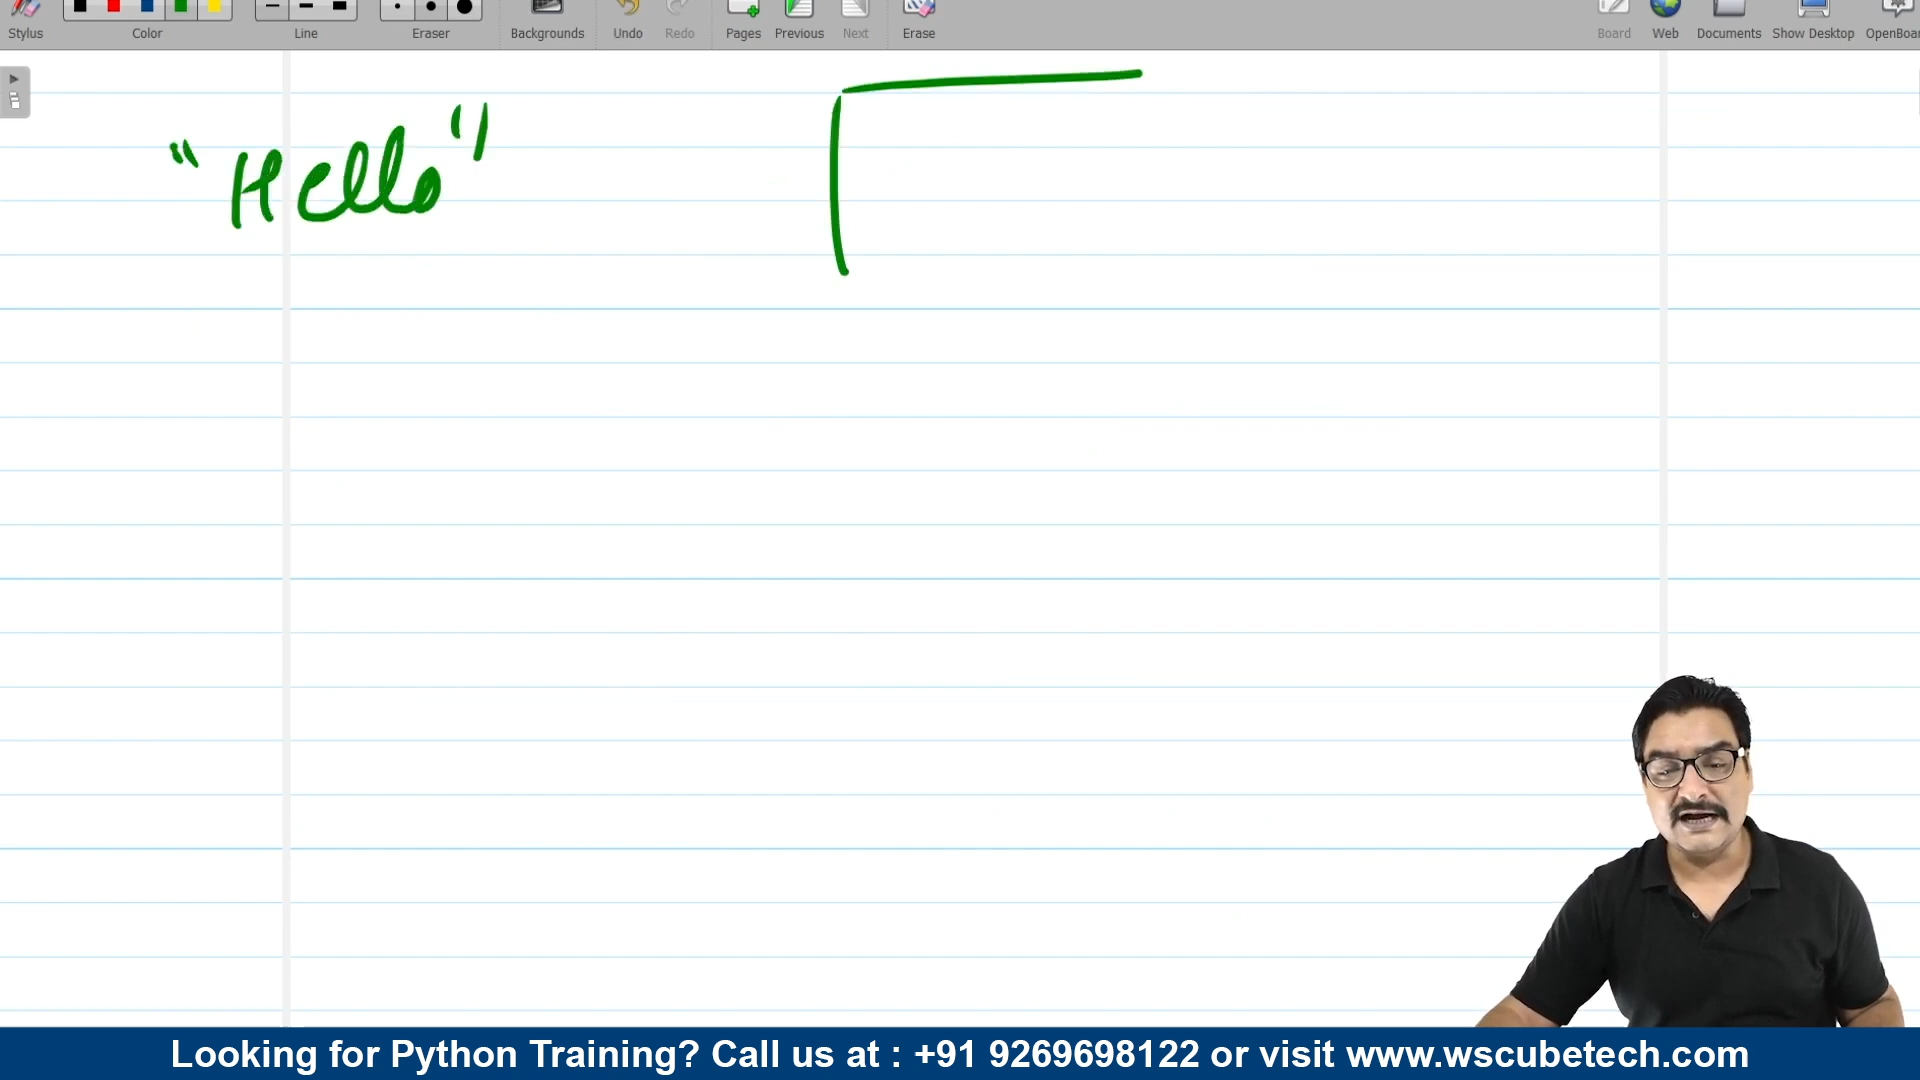 Stylus Color Line Eraser Backgrounds Undo Redo Pages Previous Next Erase Board Web Documents Show Desktop OpenBoar
"Hello"
Looking for Python Training? Call us at : +91 9269698122 or visit www.wscubetech.com